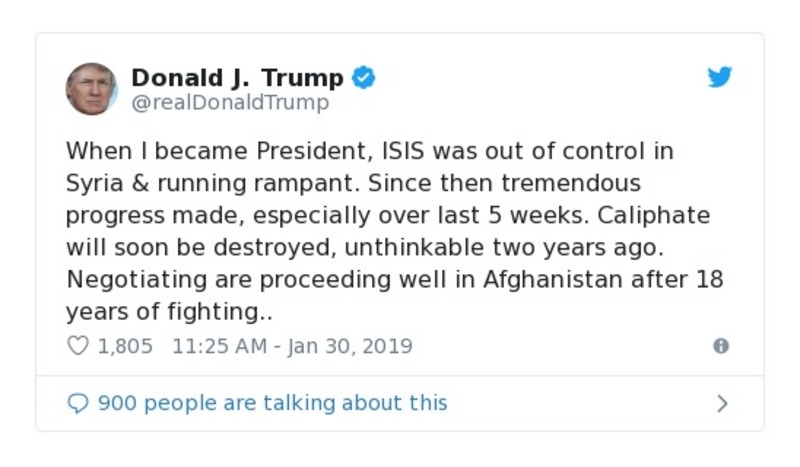 Donald J. Trump
@realDonaldTrump
When I became President, ISIS was out of control in
Syria & running rampant. Since then tremendous
progress made, especially over last 5 weeks. Caliphate
will soon be destroyed, unthinkable two years ago.
Negotiating are proceeding well in Afghanistan after 18
years of fighting..
1,805 11:25 AM - Jan 30, 2019
900 people are talking about this